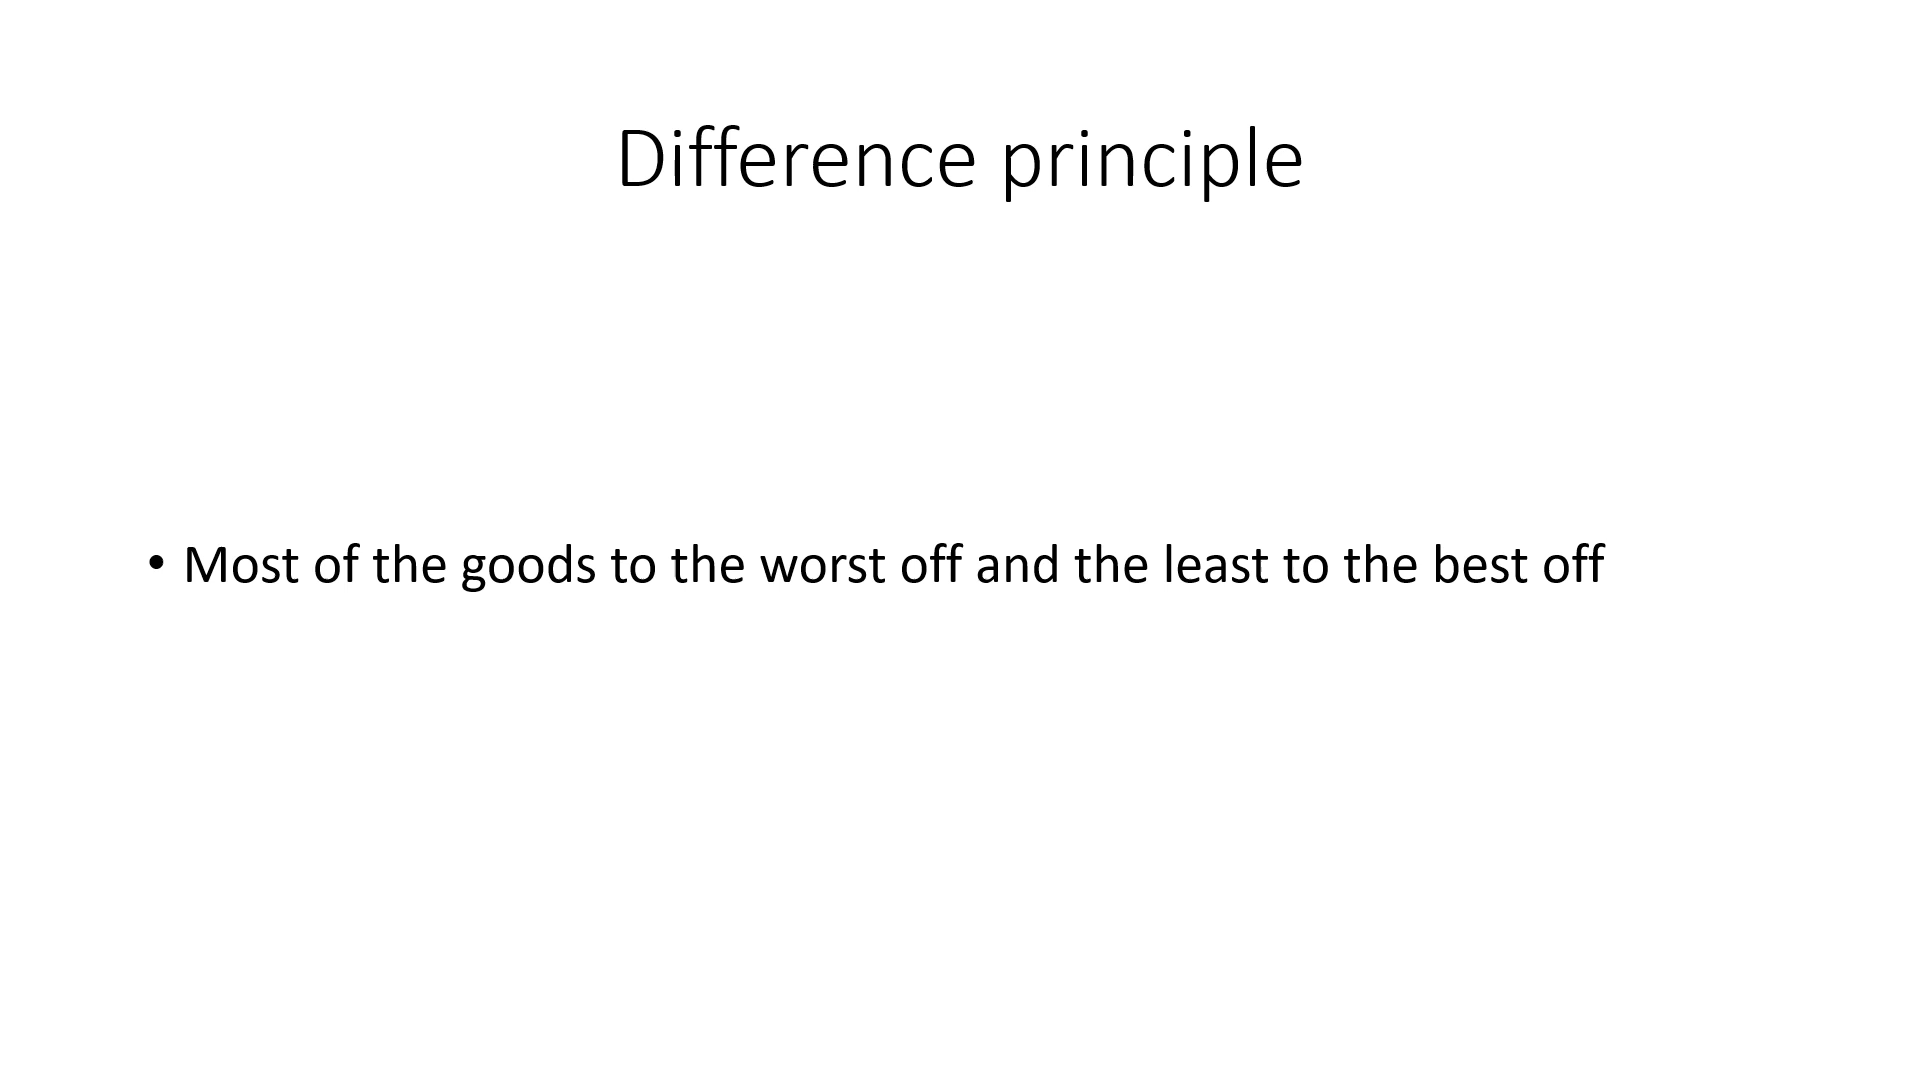 Difference principle
• Most of the goods to the worst off and the least to the best off